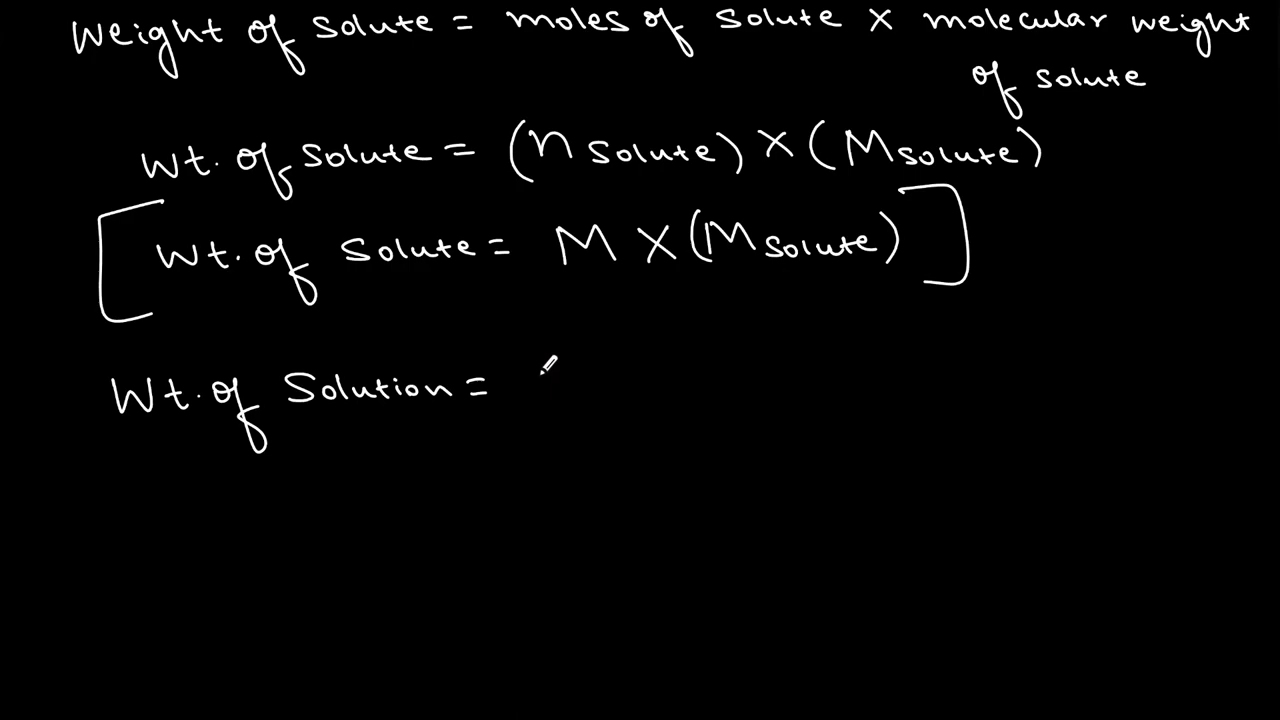 Weight of solute = moles of solute × molecular weight
of solute
Wt. of solute = (n solute) × (M solute)
Wt. of solute = M × (M solute)
Wt. of Solution =